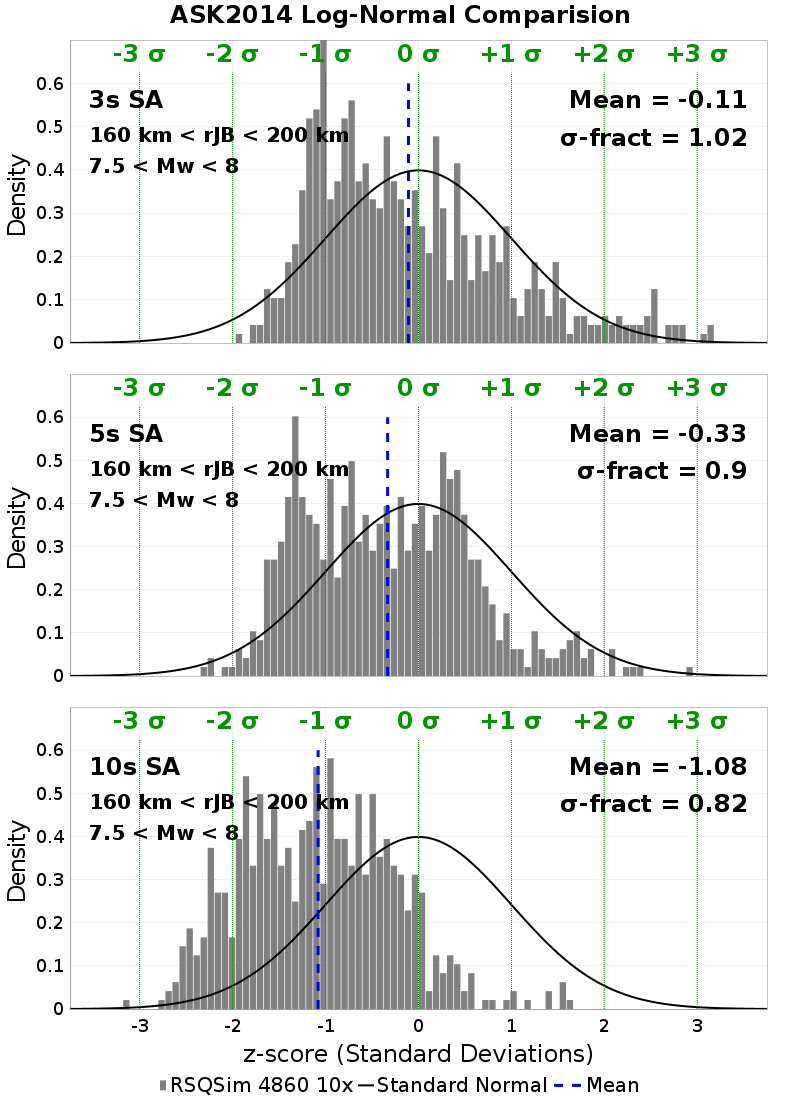 ASK2014 Log-Normal Comparision
-3 σ -2 σ -1 σ 0 σ +1 σ +2 σ +3 σ
3s SA
Mean = -0.11
160 km < rJB < 200 km
σ-fract = 1.02
7.5 < Mw < 8
Density
0.6
0.5
0.4
0.3
0.2
0.1
0
-3 σ -2 σ -1 σ 0 σ +1 σ +2 σ +3 σ
5s SA
Mean = -0.33
160 km < rJB < 200 km
σ-fract = 0.9
7.5 < Mw < 8
Density
0.6
0.5
0.4
0.3
0.2
0.1
0
-3 σ -2 σ -1 σ 0 σ +1 σ +2 σ +3 σ
10s SA
Mean = -1.08
160 km < rJB < 200 km
σ-fract = 0.82
7.5 < Mw < 8
Density
0.6
0.5
0.4
0.3
0.2
0.1
0
-3 -2 -1 0 1 2 3
z-score (Standard Deviations)
RSQSim 4860 10x Standard Normal Mean